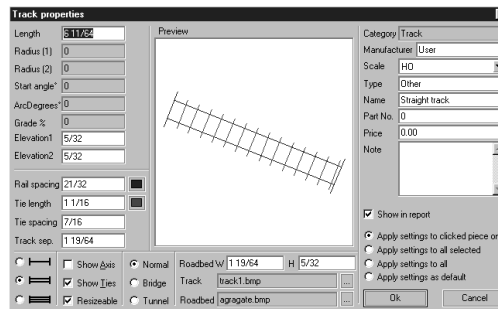 Track properties
Length 6 11/64
Radius (1) 0
Radius (2) 0
Start angle° 0
ArcDegrees° 0
Grade % 0
Elevation1 5/32
Elevation2 5/32
Rail spacing 21/32
Tie length 1 1/16
Tie spacing 7/16
Track sep. 1 19/64
Show Axis
Show Ties
Resizeable
Preview
Normal
Bridge
Tunnel
Roadbed W 1 19/64 H 5/32
Track track1.bmp ...
Roadbed agragate.bmp ...
Category Track
Manufacturer User
Scale HO
Type Other
Name Straight track
Part No. 0
Price 0.00
Note
Show in report
Apply settings to clicked piece on
Apply settings to all selected
Apply settings to all
Apply settings as default
Ok
Cancel